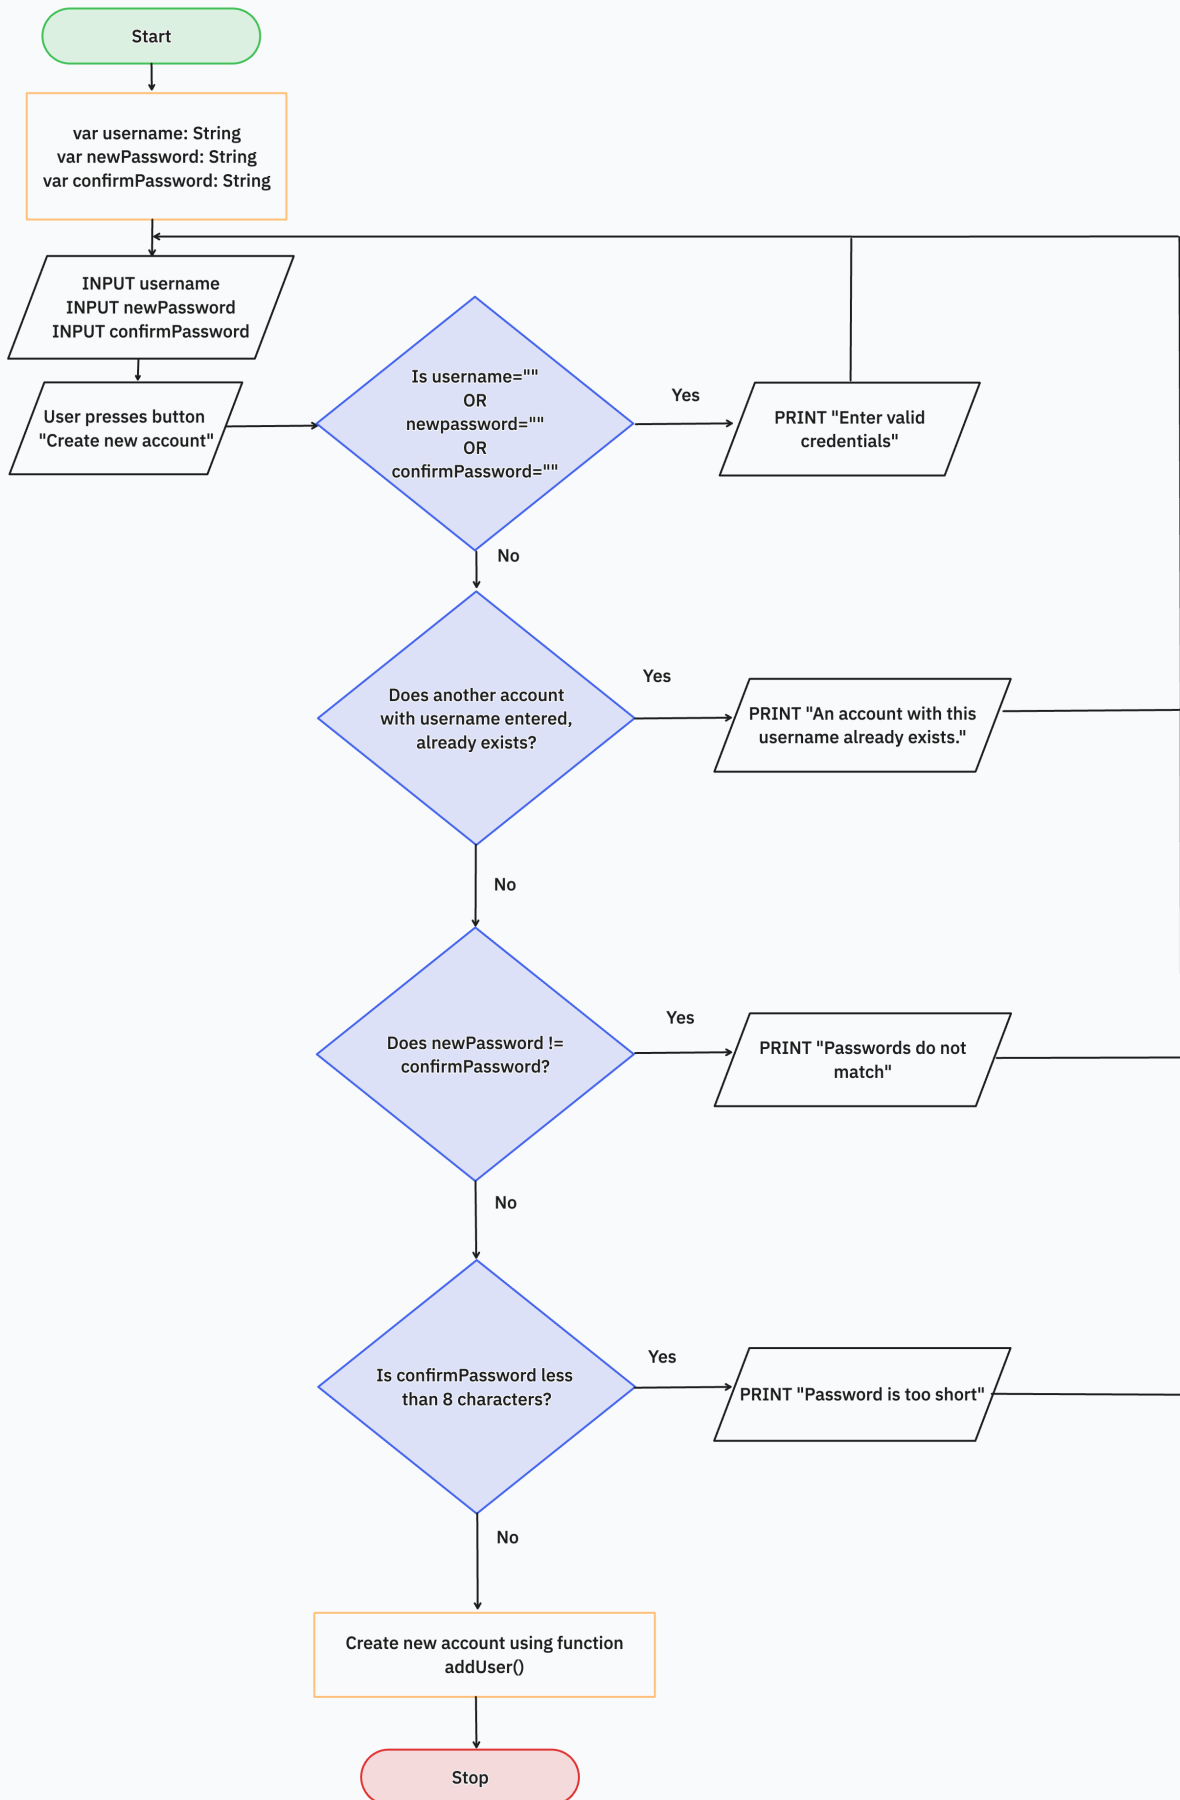 Start
var username: String
var newPassword: String
var confirmPassword: String
INPUT username
INPUT newPassword
INPUT confirmPassword
User presses button
"Create new account"
Is username=""
OR
newpassword=""
OR
confirmPassword=""
Yes
PRINT "Enter valid
credentials"
No
Does another account
with username entered,
already exists?
Yes
PRINT "An account with this
username already exists."
No
Does newPassword !=
confirmPassword?
Yes
PRINT "Passwords do not
match"
No
Is confirmPassword less
than 8 characters?
Yes
PRINT "Password is too short"
No
Create new account using function
addUser()
Stop